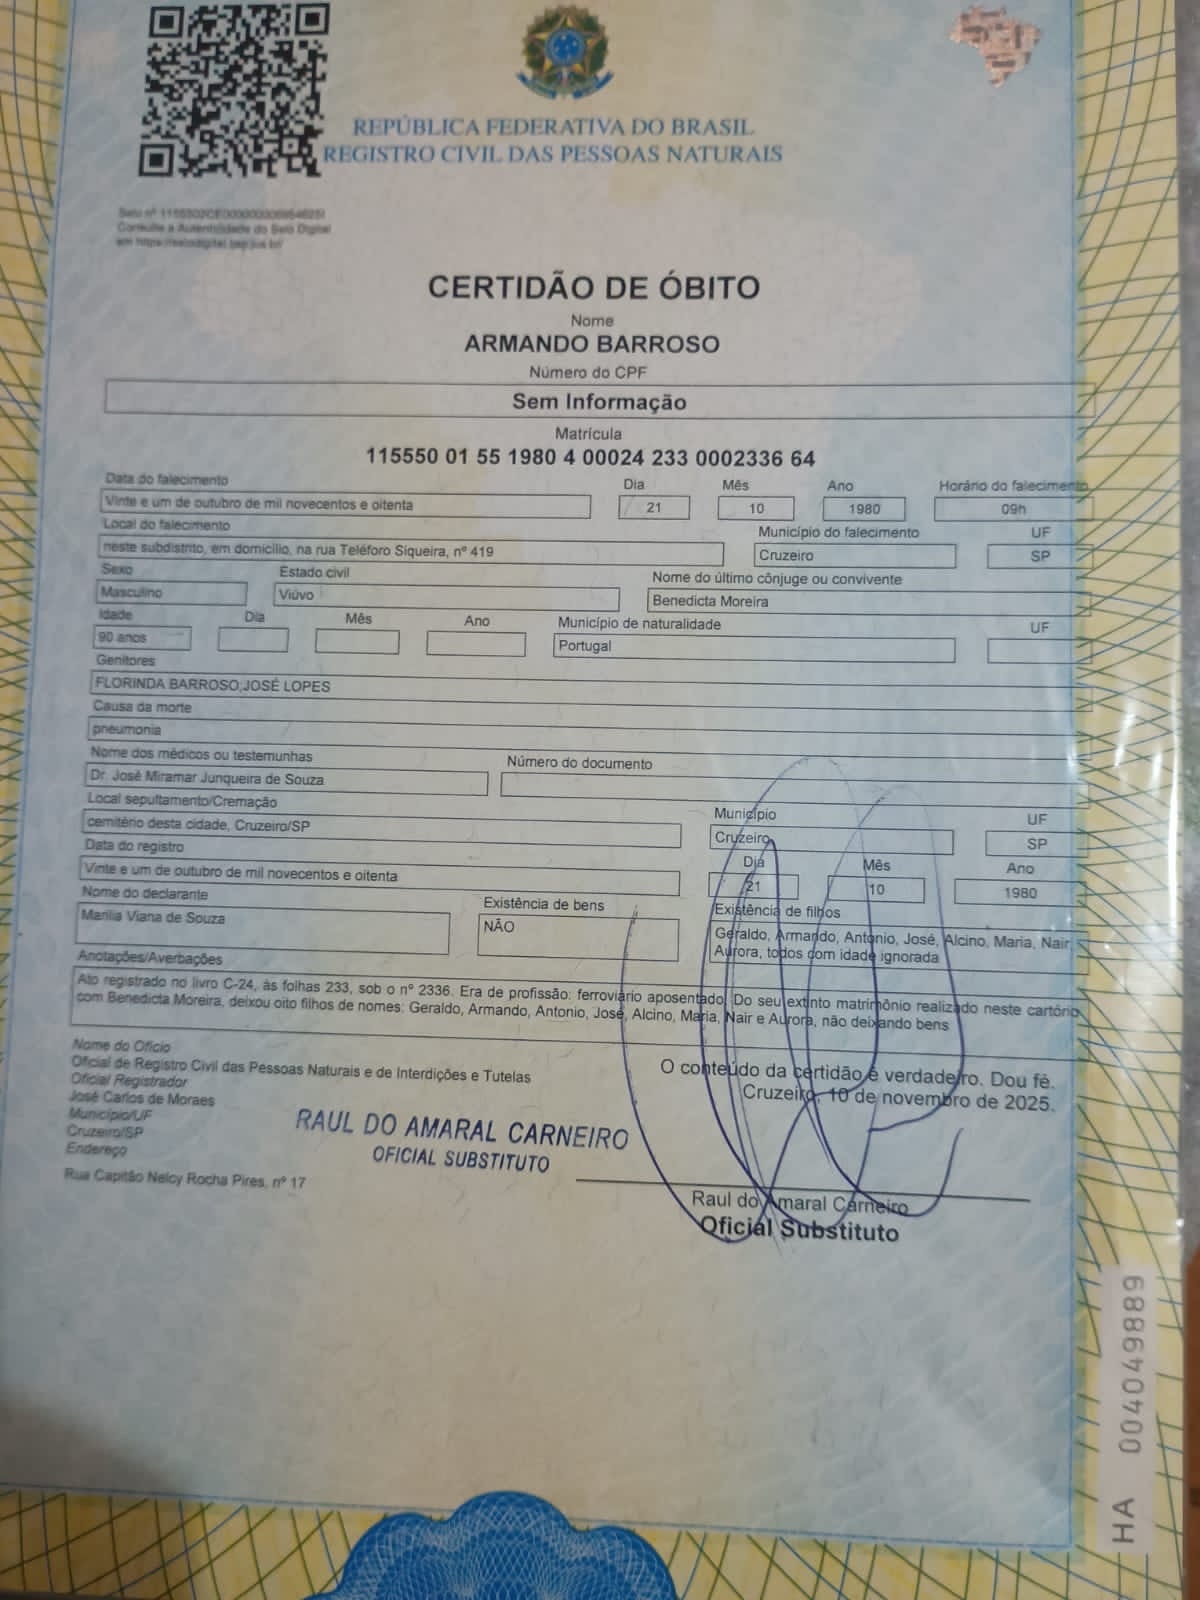 REPÚBLICA FEDERATIVA DO BRASIL
REGISTRO CIVIL DAS PESSOAS NATURAIS
Consulte a Autenticidade do Selo Digital
CERTIDÃO DE ÓBITO
Nome
ARMANDO BARROSO
Número do CPF
Sem Informação
Matrícula
115550 01 55 1980 4 00024 233 0002336 64
Data do falecimento Dia Mês Ano Horário do falecimento
Vinte e um de outubro de mil novecentos e oitenta 21 10 1980 09h
Local do falecimento Município do falecimento UF
neste subdistrito, em domicílio, na rua Teléforo Siqueira, nº 419 Cruzeiro SP
Sexo Estado civil Nome do último cônjuge ou convivente
Masculino Viúvo Benedicta Moreira
Idade Dia Mês Ano Município de naturalidade UF
90 anos Portugal
Genitores
FLORINDA BARROSO;JOSÉ LOPES
Causa da morte
pneumonia
Nome dos médicos ou testemunhas Número do documento
Dr. José Miramar Junqueira de Souza
Local sepultamento/Cremação Município UF
cemitério desta cidade, Cruzeiro/SP Cruzeiro SP
Data do registro Dia Mês Ano
Vinte e um de outubro de mil novecentos e oitenta 21 10 1980
Nome do declarante Existência de bens Existência de filhos
Marilia Viana de Souza NÃO Geraldo, Armando, Antonio, José, Alcino, Maria, Nair,
Aurora, todos com idade ignorada
Anotações/Averbações
Ato registrado no livro C-24, às folhas 233, sob o nº 2336. Era de profissão: ferroviário aposentado. Do seu extinto matrimônio realizado neste cartório
com Benedicta Moreira, deixou oito filhos de nomes: Geraldo, Armando, Antonio, José, Alcino, Maria, Nair e Aurora, não deixando bens
Nome do Ofício
Oficial de Registro Civil das Pessoas Naturais e de Interdições e Tutelas
Oficial Registrador
José Carlos de Moraes
Município/UF
Cruzeiro/SP
Endereço
Rua Capitão Nelcy Rocha Pires, nº 17
O conteúdo da certidão é verdadeiro. Dou fé.
Cruzeiro, 10 de novembro de 2025.
RAUL DO AMARAL CARNEIRO
OFICIAL SUBSTITUTO
Raul do Amaral Carneiro
Oficial Substituto
HA 004049889